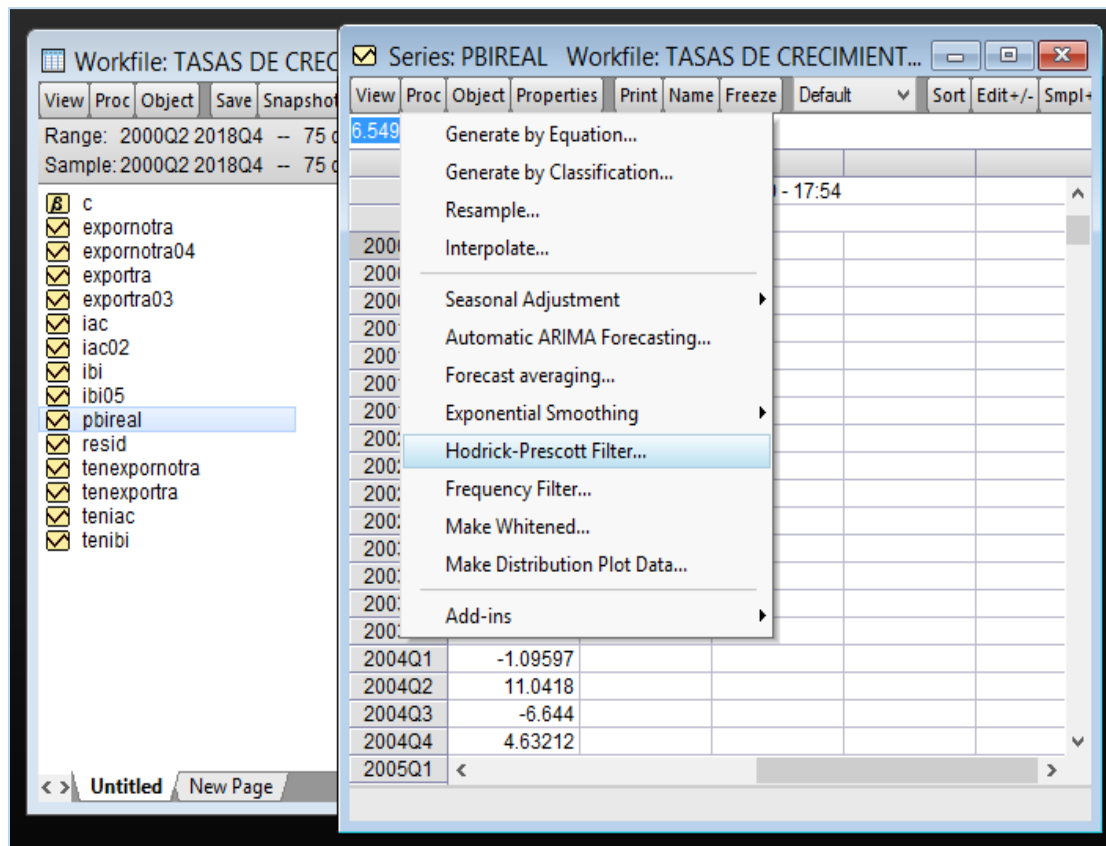 Workfile: TASAS DE CREC
View Proc Object Save Snapshot
Range: 2000Q2 2018Q4 -- 75
Sample: 2000Q2 2018Q4 -- 75
c
expornotra
expornotra04
exportra
exportra03
iac
iac02
ibi
ibi05
pbireal
resid
tenexpornotra
tenexportra
teniac
tenibi
Untitled New Page
Series: PBIREAL Workfile: TASAS DE CRECIMIENT...
View Proc Object Properties Print Name Freeze Default Sort Edit+/- Smpl+
6.549
- 17:54
Generate by Equation...
Generate by Classification...
Resample...
Interpolate...
Seasonal Adjustment
Automatic ARIMA Forecasting...
Forecast averaging...
Exponential Smoothing
Hodrick-Prescott Filter...
Frequency Filter...
Make Whitened...
Make Distribution Plot Data...
Add-ins
2004Q1 -1.09597
2004Q2 11.0418
2004Q3 -6.644
2004Q4 4.63212
2005Q1